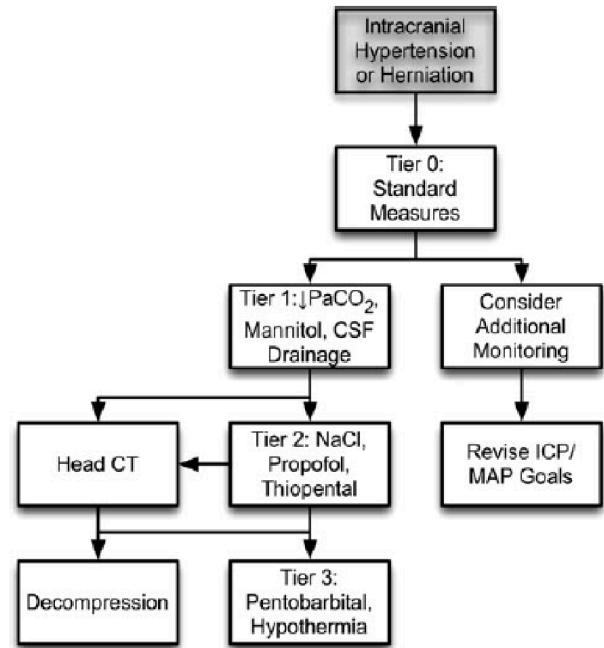 Intracranial
Hypertension
or Herniation
Tier 0:
Standard
Measures
Tier 1:↓PaCO₂,
Mannitol, CSF
Drainage
Consider
Additional
Monitoring
Head CT
Tier 2: NaCl,
Propofol,
Thiopental
Revise ICP/
MAP Goals
Decompression
Tier 3:
Pentobarbital,
Hypothermia